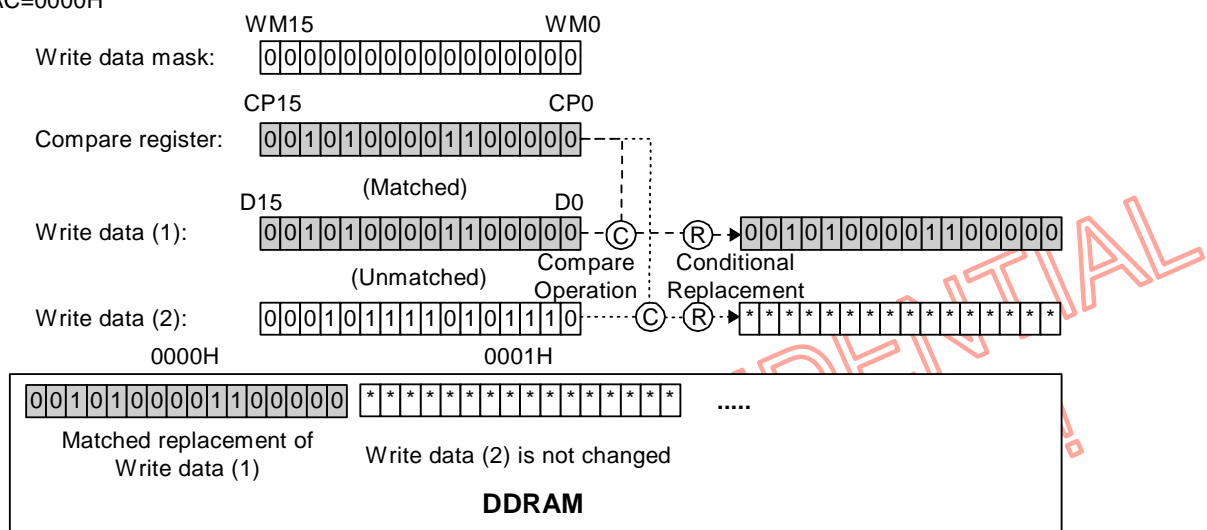 AC=0000H
WM15 WM0
Write data mask: 0000000000000000
CP15 CP0
Compare register: 0010100001100000
(Matched)
D15 D0
Write data (1): 0010100001100000 C R 0010100001100000
(Unmatched) Compare Operation Conditional Replacement
Write data (2): 0001011110101110 C R ****************
0000H 0001H
0010100001100000 **************** .....
Matched replacement of
Write data (1)
Write data (2) is not changed
DDRAM
DENTIAL
!